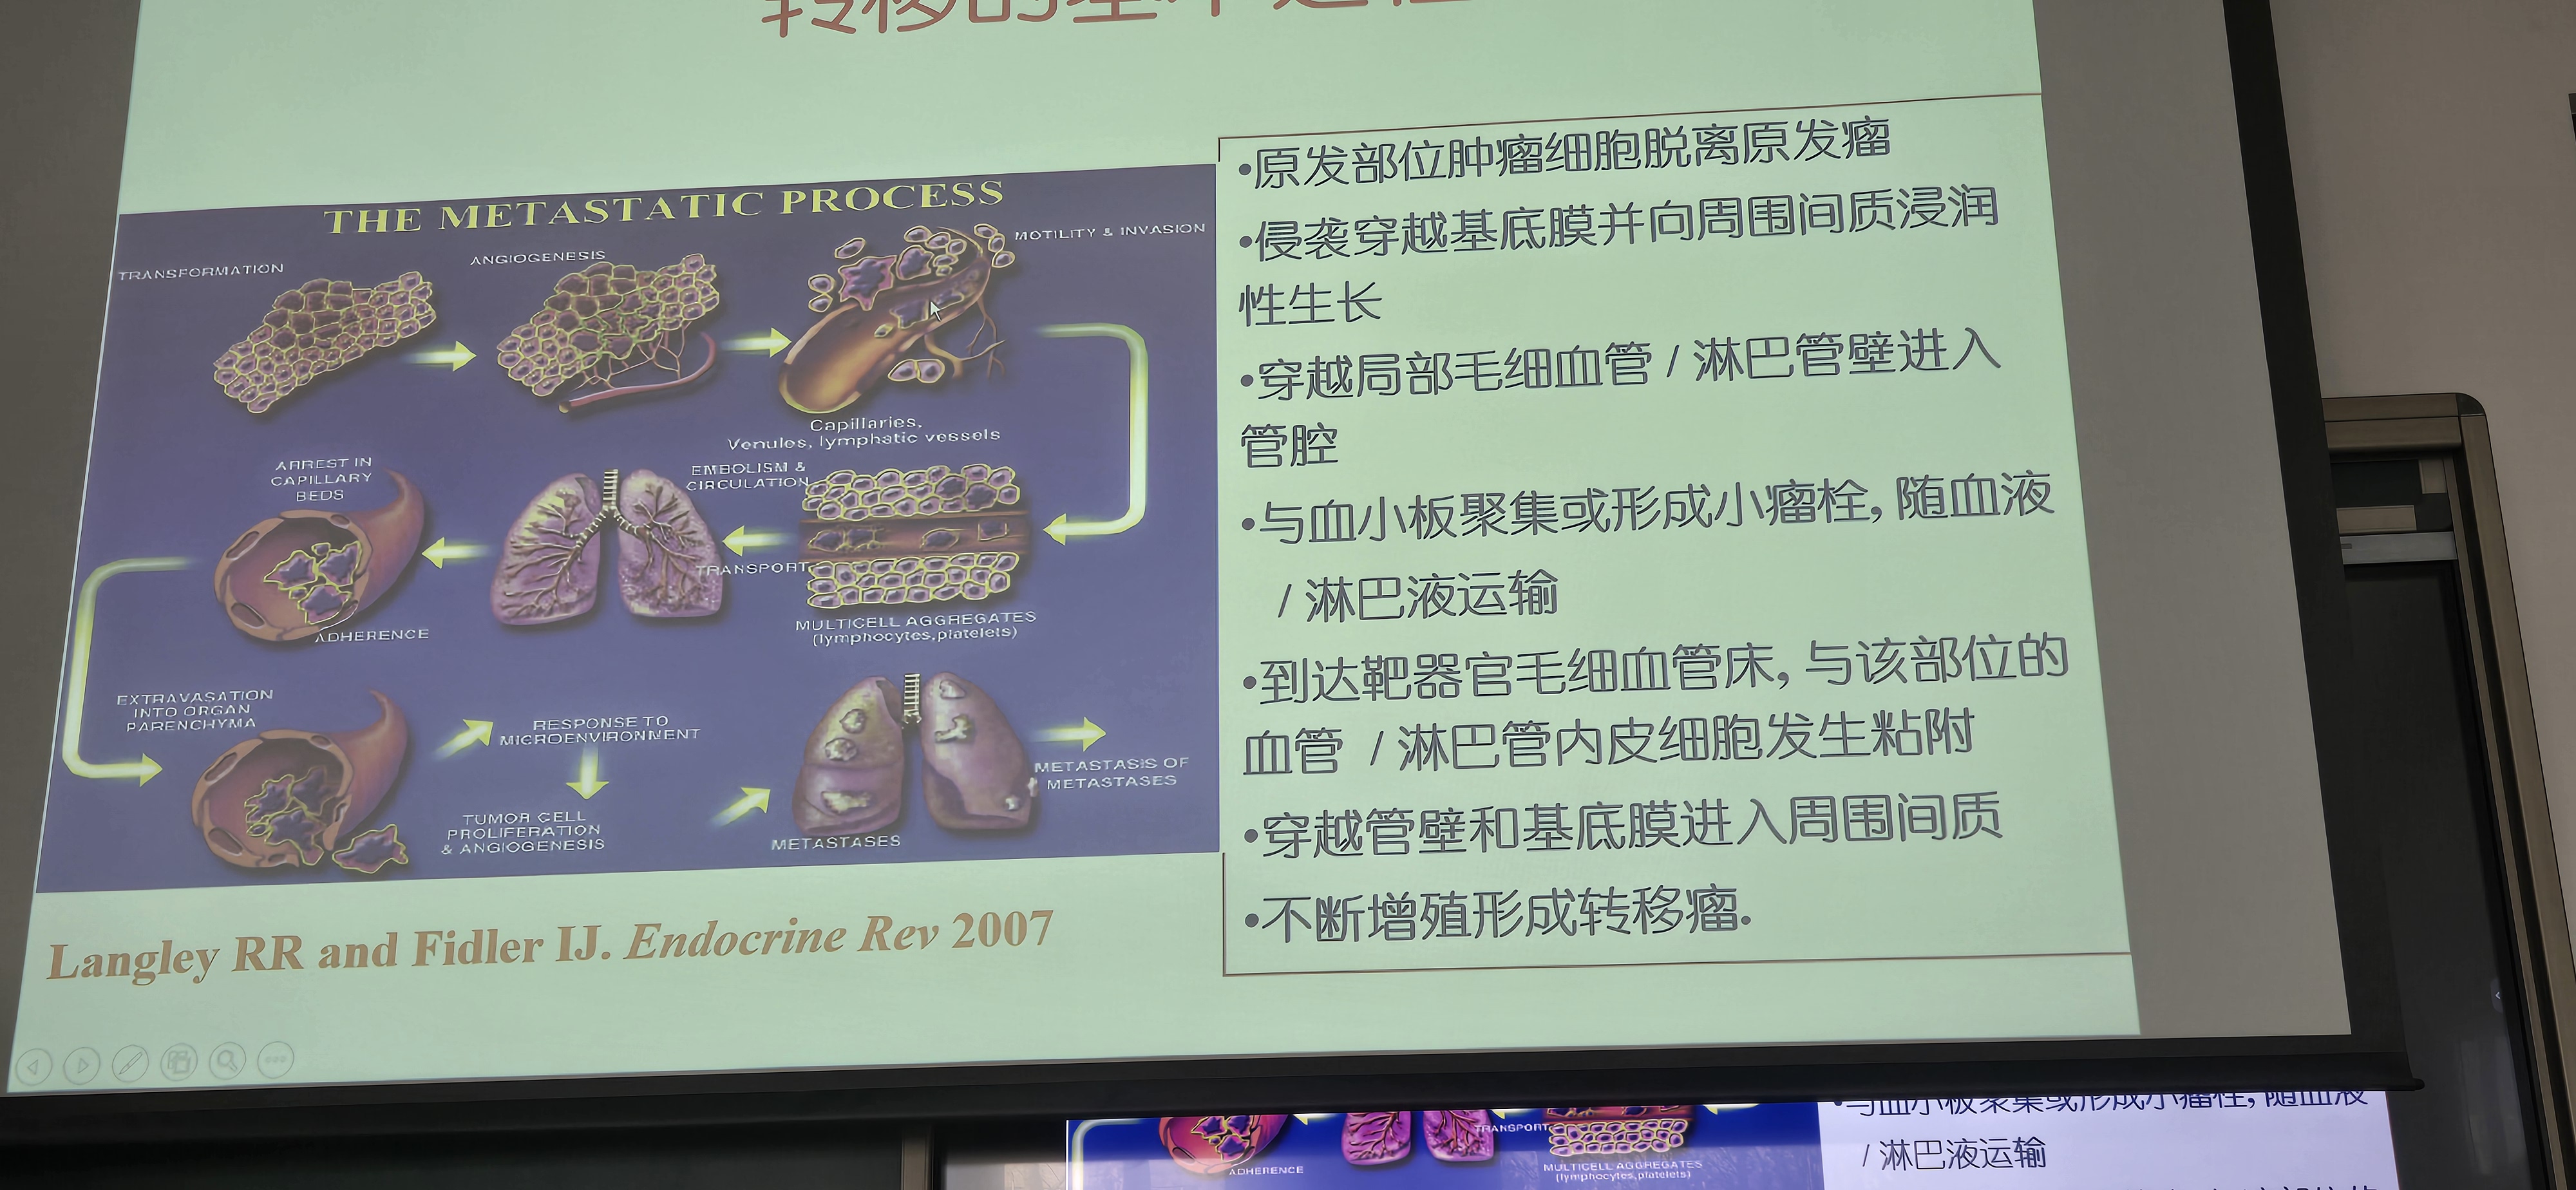 转移的基本过程
THE METASTATIC PROCESS
TRANSFORMATION
ANGIOGENESIS
MOTILITY & INVASION
Capillaries,
Venules, lymphatic vessels
ARREST IN
CAPILLARY
BEDS
EMBOLISM &
CIRCULATION
TRANSPORT
ADHERENCE
MULTICELL AGGREGATES
(lymphocytes,platelets)
EXTRAVASATION
INTO ORGAN
PARENCHYMA
RESPONSE TO
MICROENVIRONMENT
TUMOR CELL
PROLIFERATION
& ANGIOGENESIS
METASTASES
METASTASIS OF
METASTASES
Langley RR and Fidler IJ. Endocrine Rev 2007
•原发部位肿瘤细胞脱离原发瘤
•侵袭穿越基底膜并向周围间质浸润
性生长
•穿越局部毛细血管 / 淋巴管壁进入
管腔
•与血小板聚集或形成小瘤栓, 随血液
/ 淋巴液运输
•到达靶器官毛细血管床, 与该部位的
血管 / 淋巴管内皮细胞发生粘附
•穿越管壁和基底膜进入周围间质
•不断增殖形成转移瘤.
TRANSPORT
ADHERENCE
MULTICELL AGGREGATES
(lymphocytes,platelets)
•与血小板聚集或形成小瘤栓, 随血液
/ 淋巴液运输